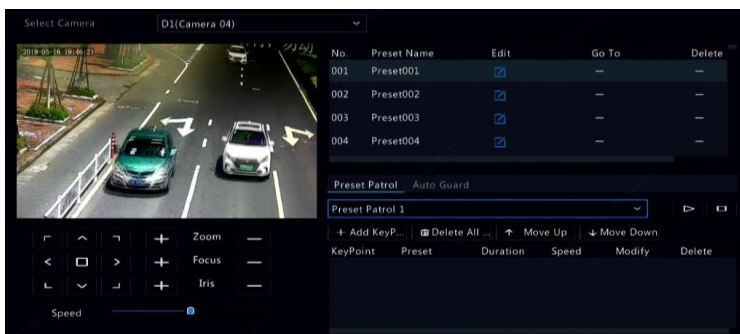 Select Camera D1(Camera 04)
2019-05-16 19:46:21
No. Preset Name Edit Go To Delete
001 Preset001
002 Preset002
003 Preset003
004 Preset004
Preset Patrol Auto Guard
Preset Patrol 1
Add KeyP... Delete All ... Move Up Move Down
KeyPoint Preset Duration Speed Modify Delete
Zoom
Focus
Iris
Speed